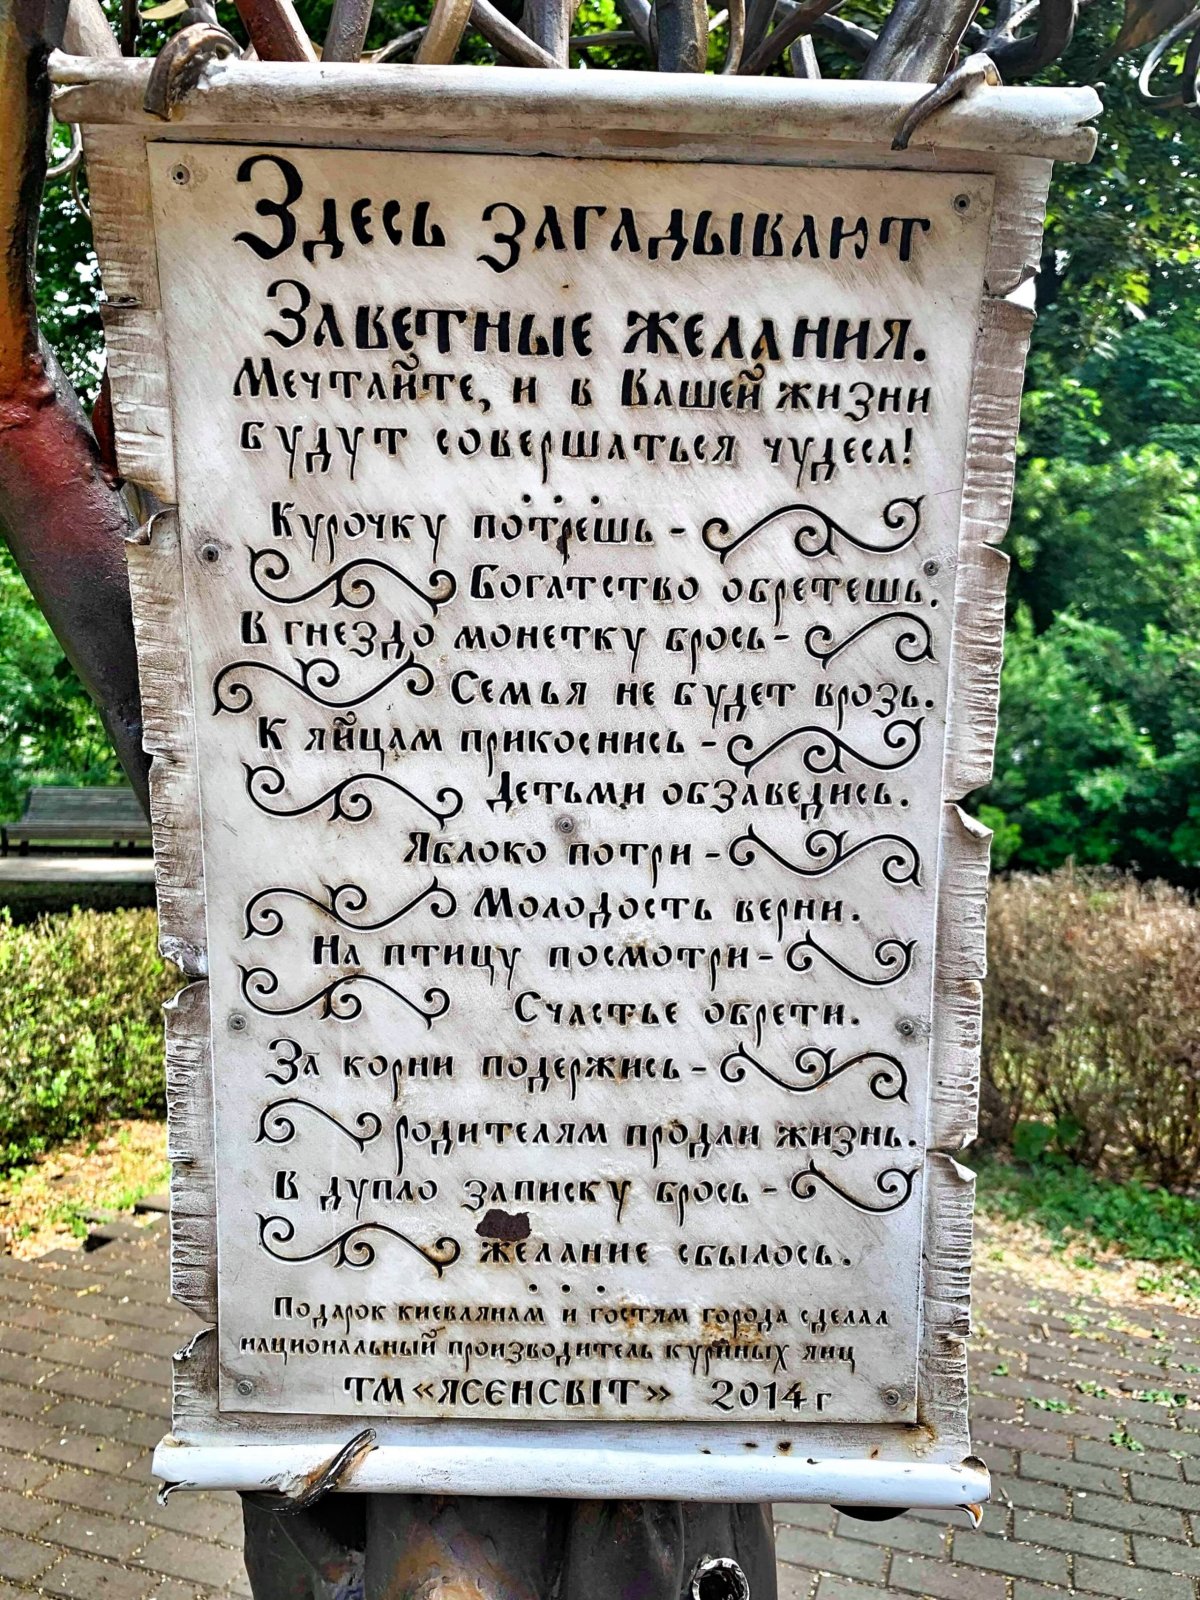 Здесь загадывают
Заветные желания.
Мечтайте, и в Вашей жизни
будут совершаться чудеса!
• • •
Курочку потрешь -
Богатство обретешь.
В гнездо монетку брось -
Семья не будет врозь.
К яйцам прикоснись -
Детьми обзаведись.
Яблоко потри -
Молодость верни.
На птицу посмотри -
Счастье обрети.
За корни подержись -
родителям продли жизнь.
В дупло записку брось -
желание сбылось.
• • •
Подарок киевлянам и гостям города сделал
национальный производитель куриных яиц
ТМ «ЯСЕНСВІТ» 2014 г